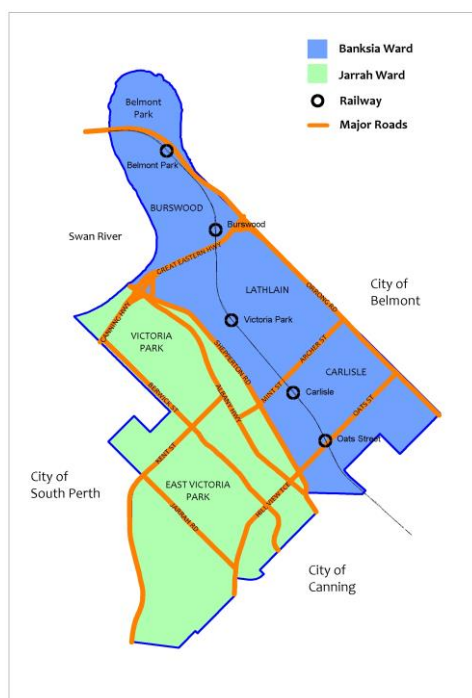 Banksia Ward
Jarrah Ward
Railway
Major Roads
Belmont
Park
Belmont Park
BURSWOOD
Burswood
Swan River
GREAT EASTERN HWY
LATHLAIN
ORRONG RD
City of
Belmont
CANNING HWY
VICTORIA
PARK
Victoria Park
SHEPPERTON RD
ARCHER ST
MINT ST
CARLISLE
Carlisle
BERWICK ST
ALBANY HWY
OATS ST
Oats Street
KENT ST
City of
South Perth
EAST VICTORIA
PARK
HILL VIEW TCE
JARRAH RD
City of
Canning